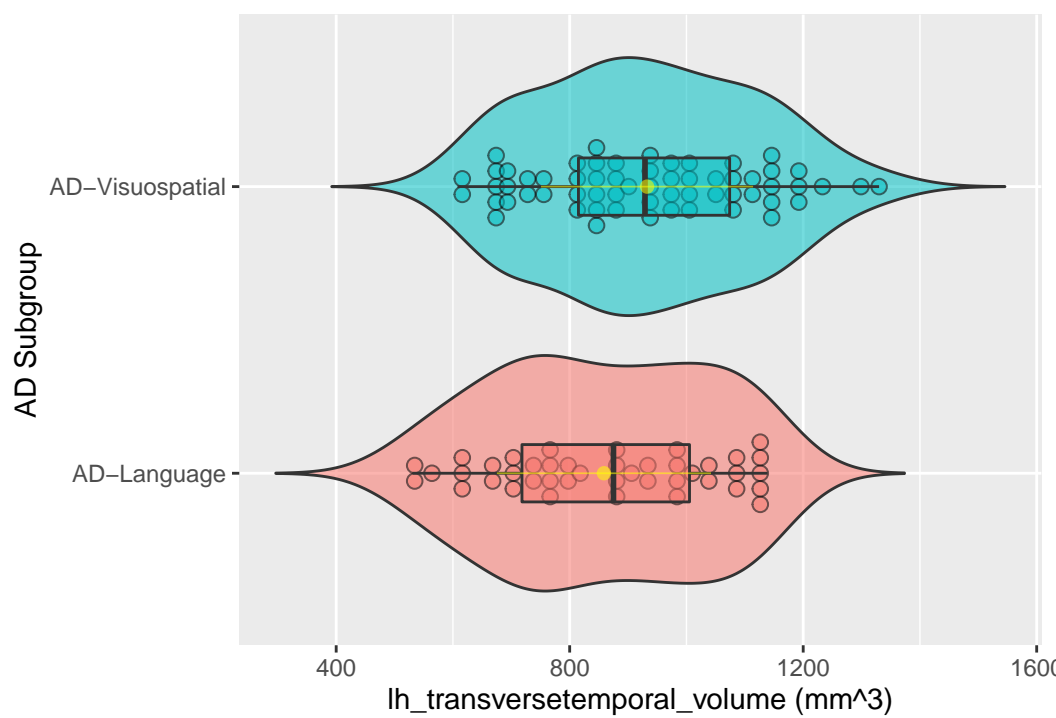 AD Subgroup
AD−Visuospatial
AD−Language
400 800 1200 1600
lh_transversetemporal_volume (mm^3)